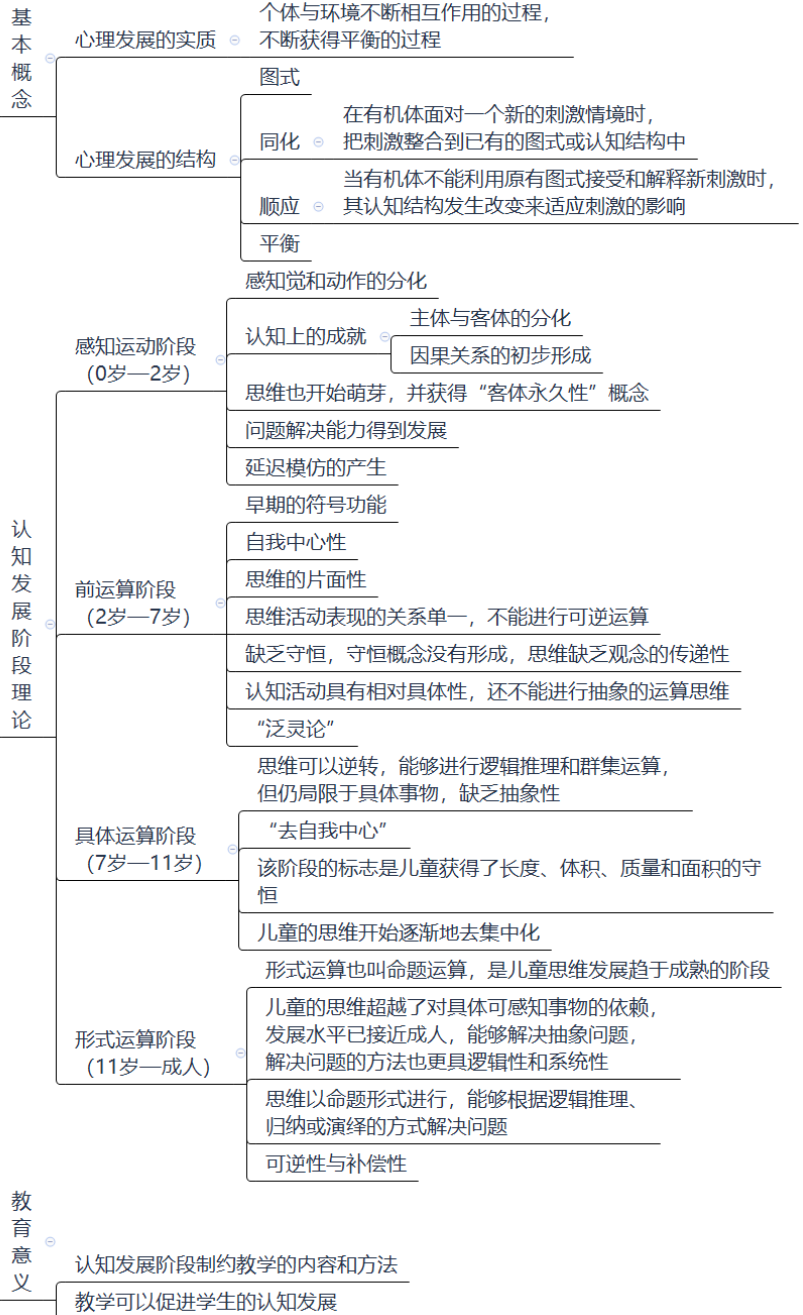 基本概念
心理发展的实质
个体与环境不断相互作用的过程，
不断获得平衡的过程
心理发展的结构
图式
同化
在有机体面对一个新的刺激情境时，
把刺激整合到已有的图式或认知结构中
顺应
当有机体不能利用原有图式接受和解释新刺激时，
其认知结构发生改变来适应刺激的影响
平衡
认知发展阶段理论
感知运动阶段
（0岁—2岁）
感知觉和动作的分化
认知上的成就
主体与客体的分化
因果关系的初步形成
思维也开始萌芽，并获得“客体永久性”概念
问题解决能力得到发展
延迟模仿的产生
前运算阶段
（2岁—7岁）
早期的符号功能
自我中心性
思维的片面性
思维活动表现的关系单一，不能进行可逆运算
缺乏守恒，守恒概念没有形成，思维缺乏观念的传递性
认知活动具有相对具体性，还不能进行抽象的运算思维
“泛灵论”
具体运算阶段
（7岁—11岁）
思维可以逆转，能够进行逻辑推理和群集运算，
但仍局限于具体事物，缺乏抽象性
“去自我中心”
该阶段的标志是儿童获得了长度、体积、质量和面积的守
恒
儿童的思维开始逐渐地去集中化
形式运算阶段
（11岁—成人）
形式运算也叫命题运算，是儿童思维发展趋于成熟的阶段
儿童的思维超越了对具体可感知事物的依赖，
发展水平已接近成人，能够解决抽象问题，
解决问题的方法也更具逻辑性和系统性
思维以命题形式进行，能够根据逻辑推理、
归纳或演绎的方式解决问题
可逆性与补偿性
教育意义
认知发展阶段制约教学的内容和方法
教学可以促进学生的认知发展